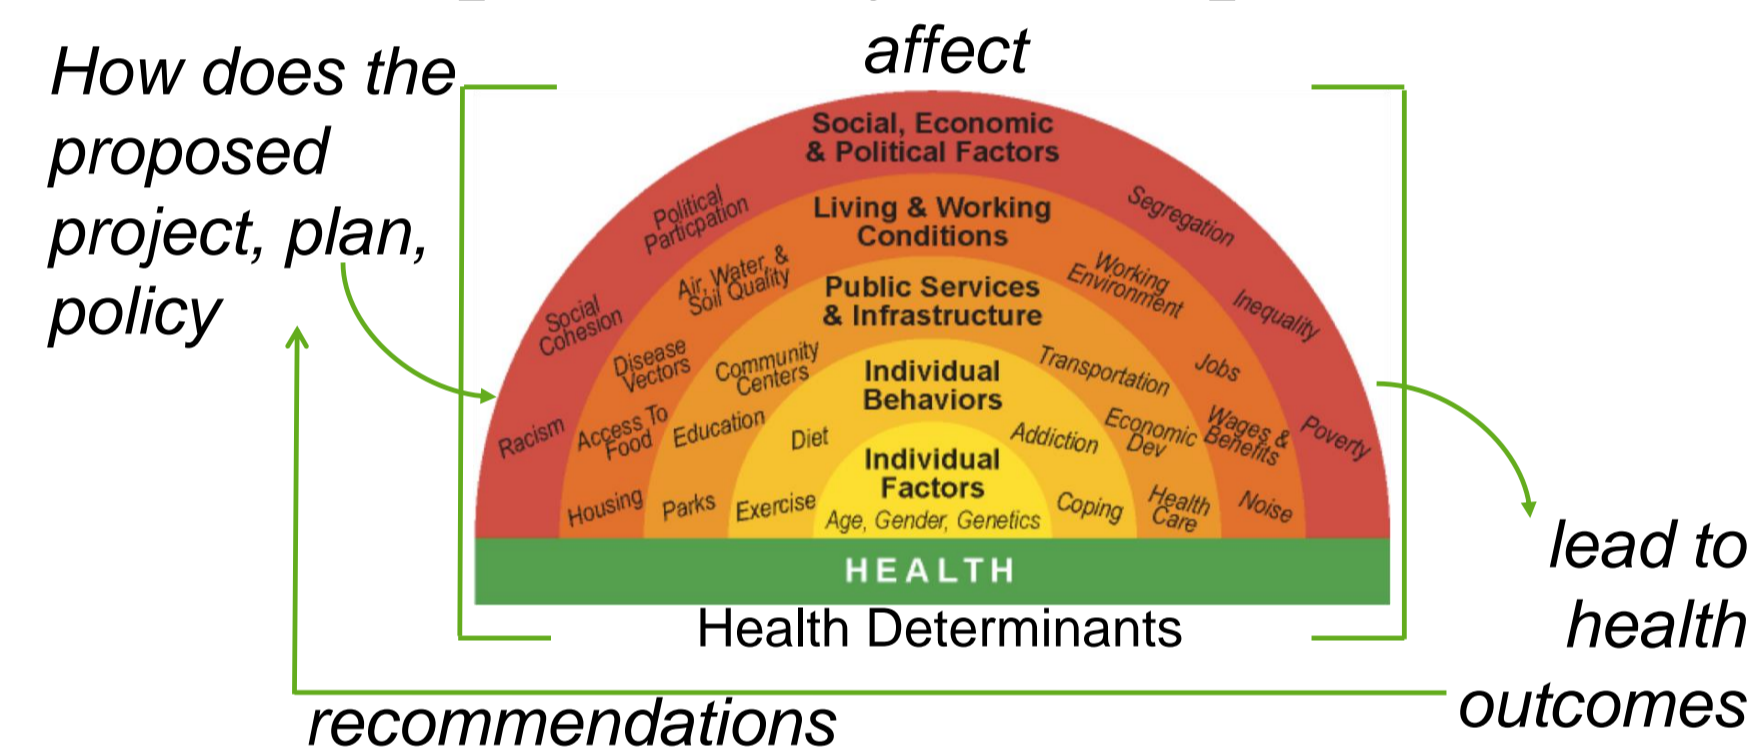 How does the
proposed
project, plan,
policy
affect
Social, Economic
& Political Factors
Political
Particpation
Segregation
Social
Cohesion
Inequality
Racism
Poverty
Living & Working
Conditions
Air, Water, &
Soil Quality
Working
Environment
Disease
Vectors
Jobs
Access To
Food
Wages &
Benefits
Housing
Noise
Public Services
& Infrastructure
Community
Centers
Transportation
Education
Economic
Dev
Parks
Health
Care
Individual
Behaviors
Diet
Addiction
Exercise
Coping
Individual
Factors
Age, Gender, Genetics
HEALTH
Health Determinants
lead to
health
outcomes
recommendations